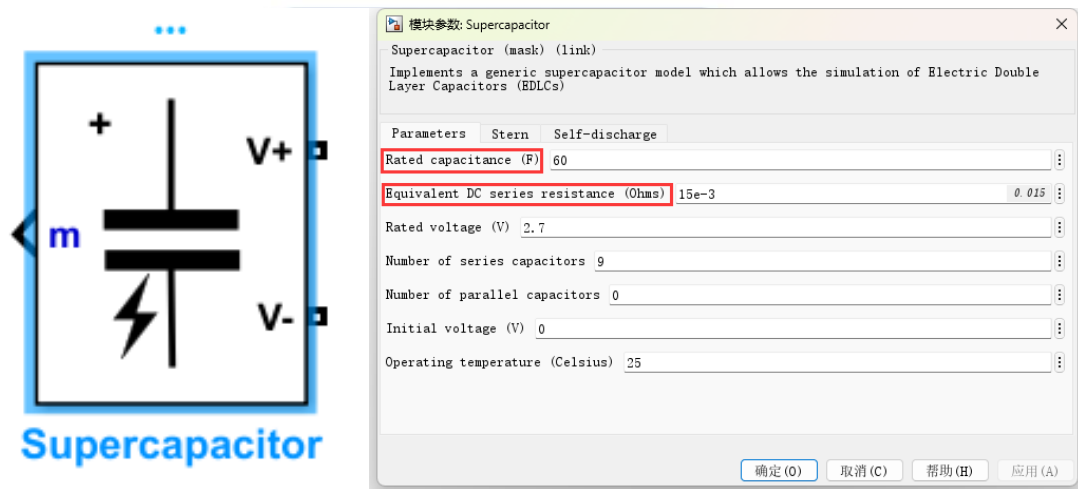 ...
+
V+
m
V-
Supercapacitor
模块参数: Supercapacitor
Supercapacitor (mask) (link)
Implements a generic supercapacitor model which allows the simulation of Electric Double
Layer Capacitors (EDLCs)
Parameters Stern Self-discharge
Rated capacitance (F) 60
Equivalent DC series resistance (Ohms) 15e-3 0.015
Rated voltage (V) 2.7
Number of series capacitors 9
Number of parallel capacitors 0
Initial voltage (V) 0
Operating temperature (Celsius) 25
确定(O) 取消(C) 帮助(H) 应用(A)